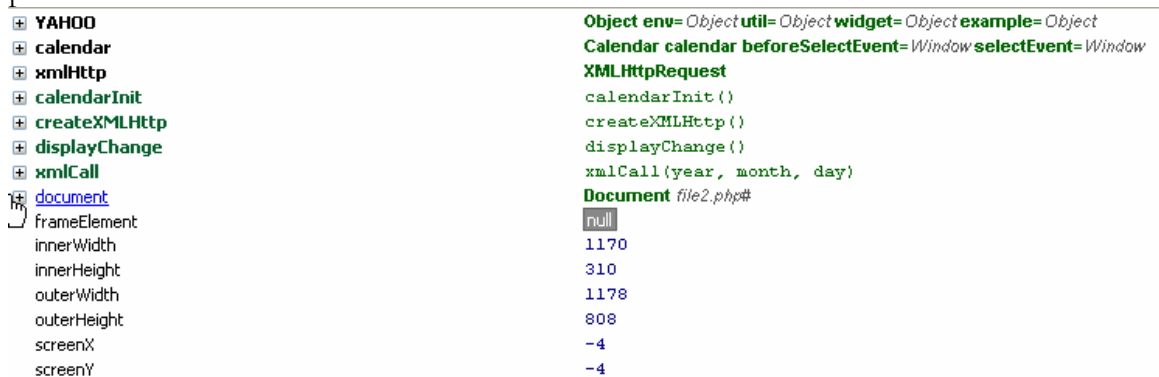 YAHOO Object env=Object util=Object widget=Object example=Object
calendar Calendar calendar beforeSelectEvent=Window selectEvent=Window
xmlHttp XMLHttpRequest
calendarInit calendarInit()
createXMLHttp createXMLHttp()
displayChange displayChange()
xmlCall xmlCall(year, month, day)
document Document file2.php#
frameElement null
innerWidth 1170
innerHeight 310
outerWidth 1178
outerHeight 808
screenX -4
screenY -4